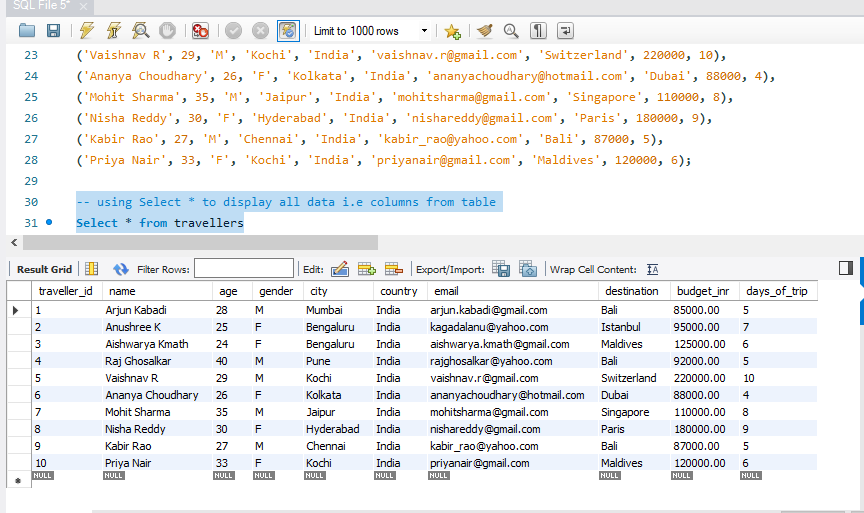 SQL File 5*
Limit to 1000 rows
23 ('Vaishnav R', 29, 'M', 'Kochi', 'India', 'vaishnav.r@gmail.com', 'Switzerland', 220000, 10),
24 ('Ananya Choudhary', 26, 'F', 'Kolkata', 'India', 'ananyachoudhary@hotmail.com', 'Dubai', 88000, 4),
25 ('Mohit Sharma', 35, 'M', 'Jaipur', 'India', 'mohitsharma@gmail.com', 'Singapore', 110000, 8),
26 ('Nisha Reddy', 30, 'F', 'Hyderabad', 'India', 'nishareddy@gmail.com', 'Paris', 180000, 9),
27 ('Kabir Rao', 27, 'M', 'Chennai', 'India', 'kabir_rao@yahoo.com', 'Bali', 87000, 5),
28 ('Priya Nair', 33, 'F', 'Kochi', 'India', 'priyanair@gmail.com', 'Maldives', 120000, 6);
29
30 -- using Select * to display all data i.e columns from table
31 Select * from travellers
Result Grid Filter Rows: Edit: Export/Import: Wrap Cell Content:
traveller_id name age gender city country email destination budget_inr days_of_trip
1 Arjun Kabadi 28 M Mumbai India arjun.kabadi@gmail.com Bali 85000.00 5
2 Anushree K 25 F Bengaluru India kagadalanu@yahoo.com Istanbul 95000.00 7
3 Aishwarya Kmath 24 F Bengaluru India aishwarya.kmath@gmail.com Maldives 125000.00 6
4 Raj Ghosalkar 40 M Pune India rajghosalkar@yahoo.com Bali 92000.00 5
5 Vaishnav R 29 M Kochi India vaishnav.r@gmail.com Switzerland 220000.00 10
6 Ananya Choudhary 26 F Kolkata India ananyachoudhary@hotmail.com Dubai 88000.00 4
7 Mohit Sharma 35 M Jaipur India mohitsharma@gmail.com Singapore 110000.00 8
8 Nisha Reddy 30 F Hyderabad India nishareddy@gmail.com Paris 180000.00 9
9 Kabir Rao 27 M Chennai India kabir_rao@yahoo.com Bali 87000.00 5
10 Priya Nair 33 F Kochi India priyanair@gmail.com Maldives 120000.00 6
NULL NULL NULL NULL NULL NULL NULL NULL NULL NULL